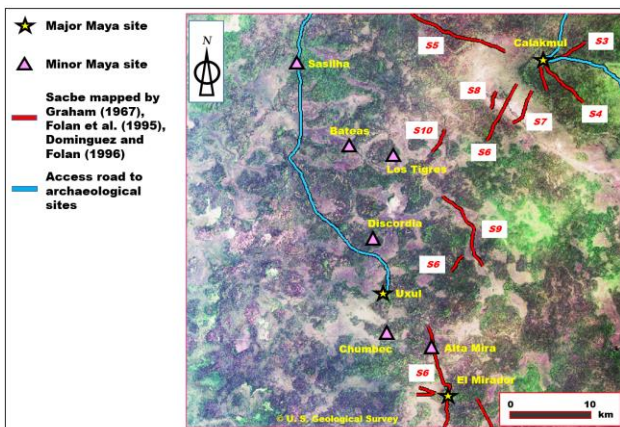 Major Maya site
Minor Maya site
Sacbe mapped by
Graham (1967),
Folan et al. (1995),
Dominguez and
Folan (1996)
Access road to
archaeological
sites
N
S5
Calakmul
S3
Sasilha
S8
S4
S7
S10
S6
Bateas
Los Tigres
Discordia
S9
S6
Uxul
Chumbec
Alta Mira
S6
El Mirador
© U. S. Geological Survey
0 10
km